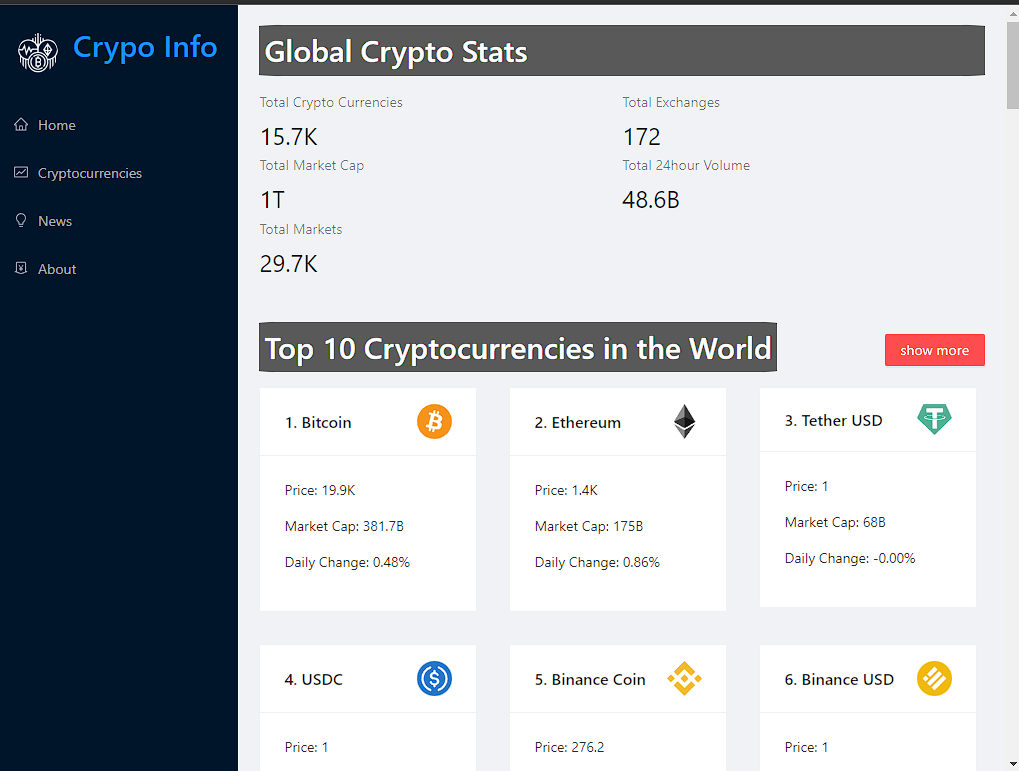 Crypo Info
Home
Cryptocurrencies
News
About
Global Crypto Stats
Total Crypto Currencies
15.7K
Total Exchanges
172
Total Market Cap
1T
Total 24hour Volume
48.6B
Total Markets
29.7K
Top 10 Cryptocurrencies in the World
show more
1. Bitcoin
Price: 19.9K
Market Cap: 381.7B
Daily Change: 0.48%
2. Ethereum
Price: 1.4K
Market Cap: 175B
Daily Change: 0.86%
3. Tether USD
Price: 1
Market Cap: 68B
Daily Change: -0.00%
4. USDC
Price: 1
5. Binance Coin
Price: 276.2
6. Binance USD
Price: 1